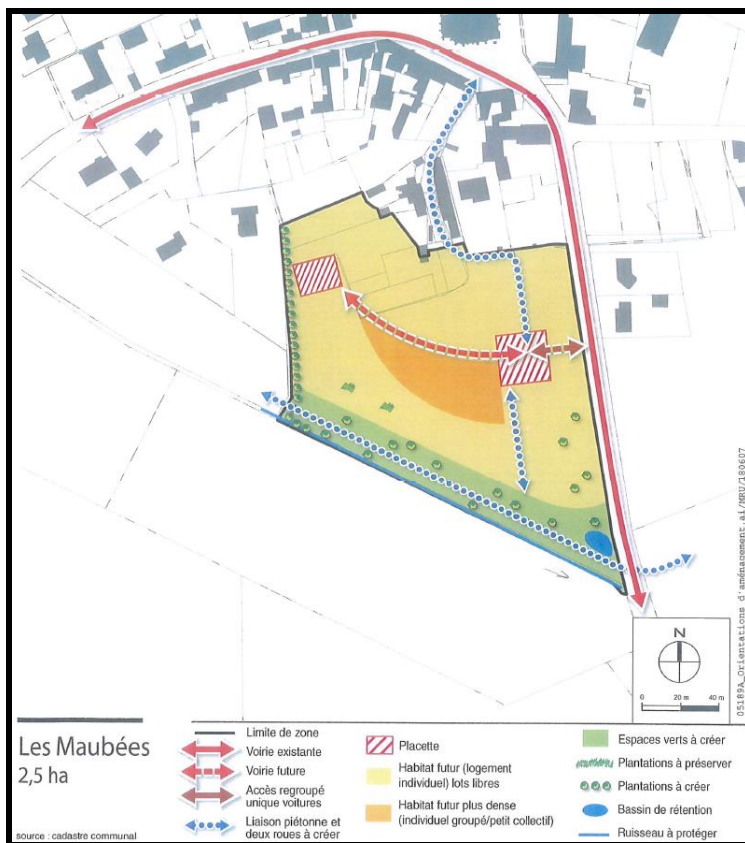 05189A_Orientations d'aménagement.ai/MRU/180607
N
0 20 m 40 m
Les Maubées
2,5 ha
source : cadastre communal
Limite de zone
Voirie existante
Voirie future
Accès regroupé
unique voitures
Liaison piétonne et
deux roues à créer
Placette
Habitat futur (logement
individuel) lots libres
Habitat futur plus dense
(individuel groupé/petit collectif)
Espaces verts à créer
Plantations à préserver
Plantations à créer
Bassin de rétention
Ruisseau à protéger